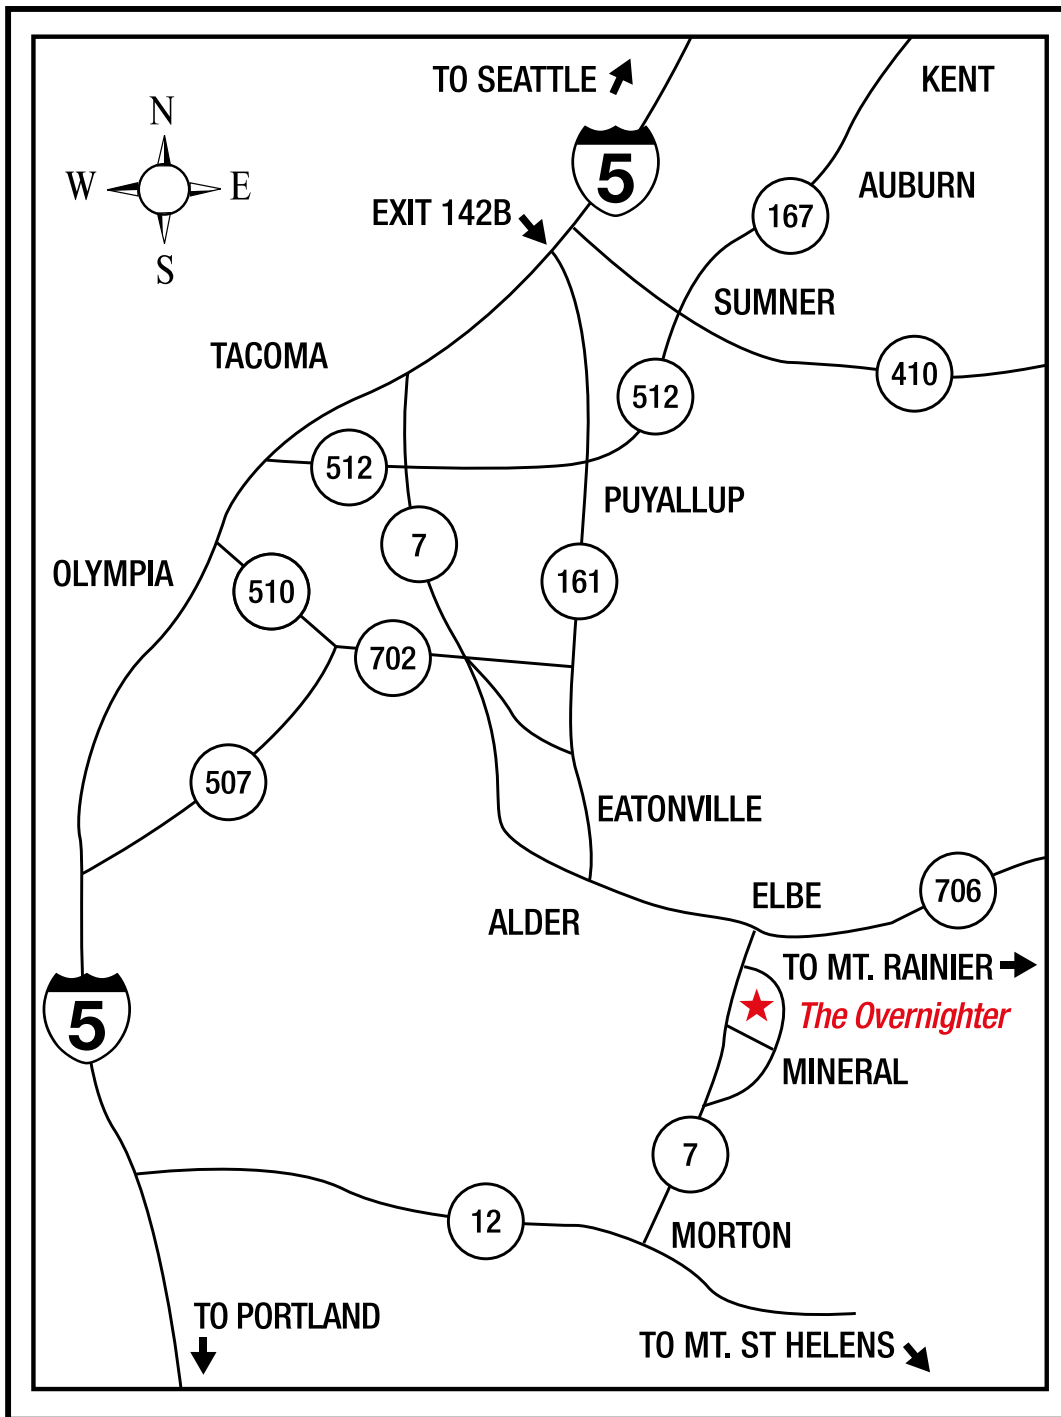 TO SEATTLE
KENT
N
W
E
S
5
AUBURN
167
EXIT 142B
SUMNER
TACOMA
410
512
512
PUYALLUP
7
OLYMPIA
510
161
702
507
EATONVILLE
706
ELBE
ALDER
TO MT. RAINIER
The Overnighter
5
MINERAL
7
12
MORTON
TO PORTLAND
TO MT. ST HELENS